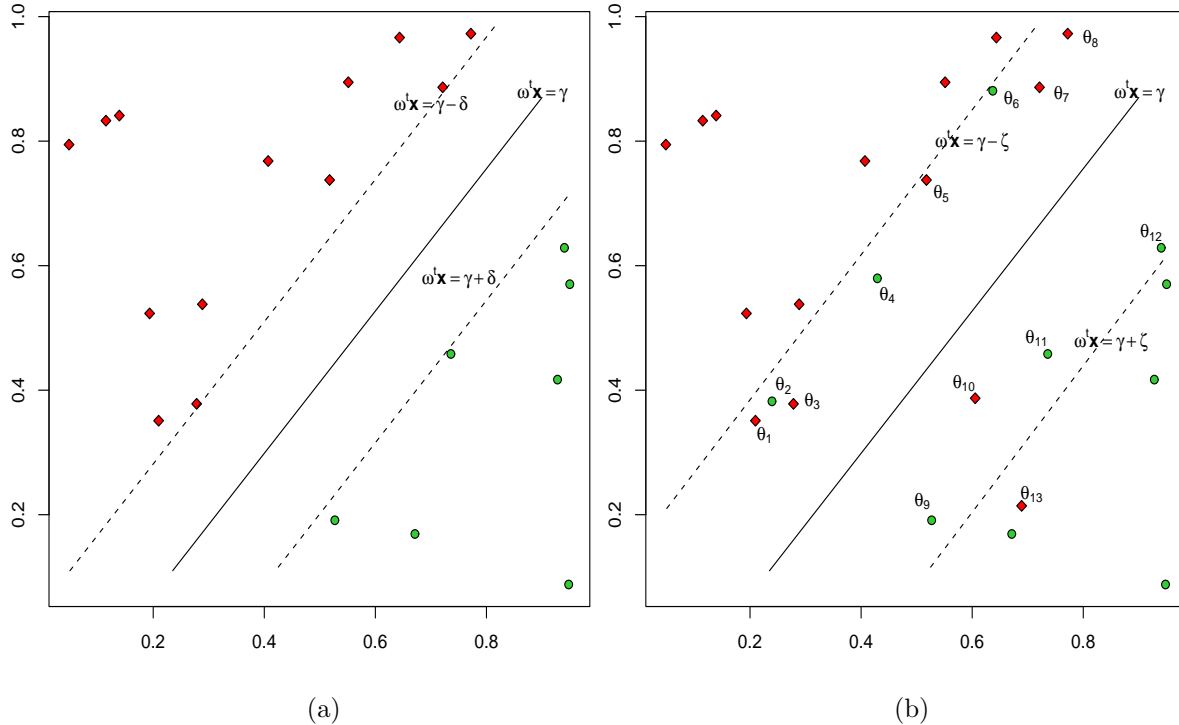 1.0
0.8
0.6
0.4
0.2
ωᵗx = γ − δ
ωᵗx = γ
ωᵗx = γ + δ
0.2 0.4 0.6 0.8
(a)
1.0
0.8
0.6
0.4
0.2
θ8
ωᵗx = γ
θ6
θ7
ωᵗx = γ − ζ
θ5
θ12
θ4
θ11
ωᵗx = γ + ζ
θ2
θ10
θ3
θ1
θ13
θ9
0.2 0.4 0.6 0.8
(b)